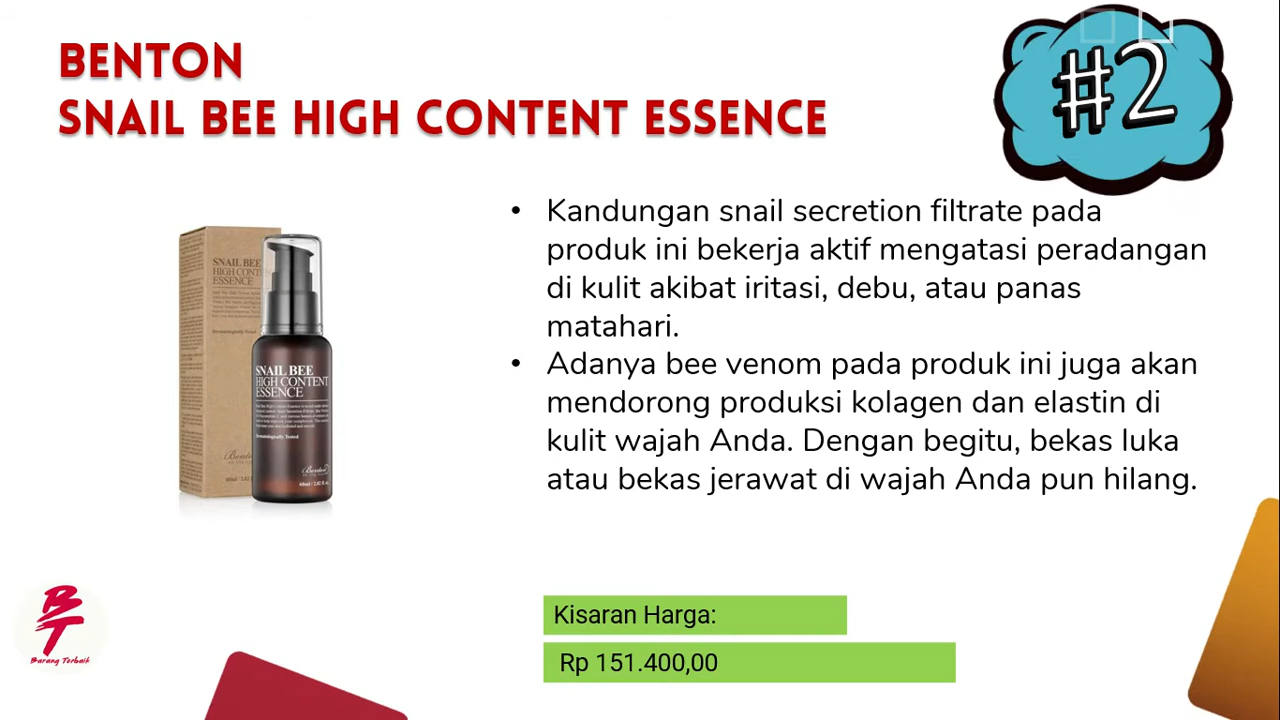 BENTON
SNAIL BEE HIGH CONTENT ESSENCE
#2
• Kandungan snail secretion filtrate pada
produk ini bekerja aktif mengatasi peradangan
di kulit akibat iritasi, debu, atau panas
matahari.
• Adanya bee venom pada produk ini juga akan
mendorong produksi kolagen dan elastin di
kulit wajah Anda. Dengan begitu, bekas luka
atau bekas jerawat di wajah Anda pun hilang.
SNAIL BEE
HIGH CONTENT
ESSENCE
SNAIL BEE
HIGH CONTENT
ESSENCE
Dermatologically Tested
Benton
Kisaran Harga:
Rp 151.400,00
BT
Barang Terbaik